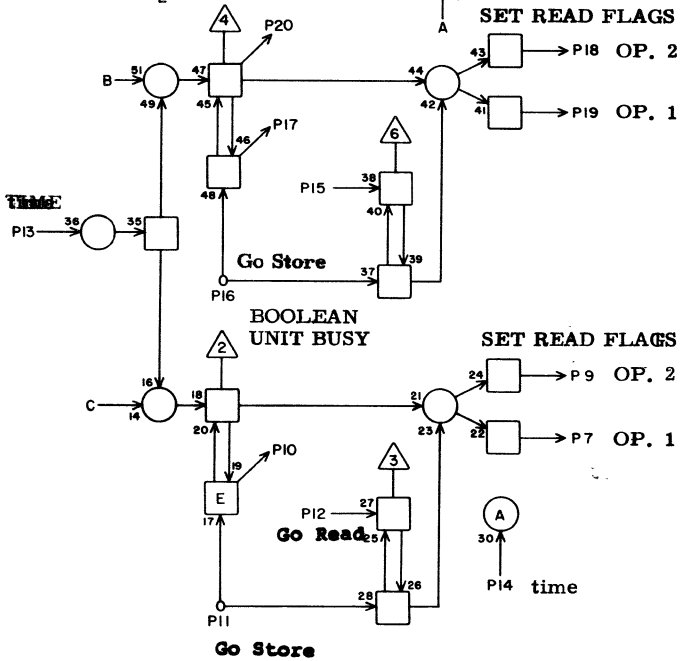 4
P20
A
SET READ FLAGS
43
P18 OP. 2
B
51
49
47
45
44
42
41
P19 OP. 1
46
P17
48
6
P15
38
40
39
TIME
P13
36
35
Go Store
37
P16
BOOLEAN
UNIT BUSY
2
SET READ FLAGS
24
P9 OP. 2
C
16
14
18
20
21
23
22
P7 OP. 1
19
P10
E
17
3
P12
27
Go Read
25
26
A
30
P14 time
28
P11
Go Store